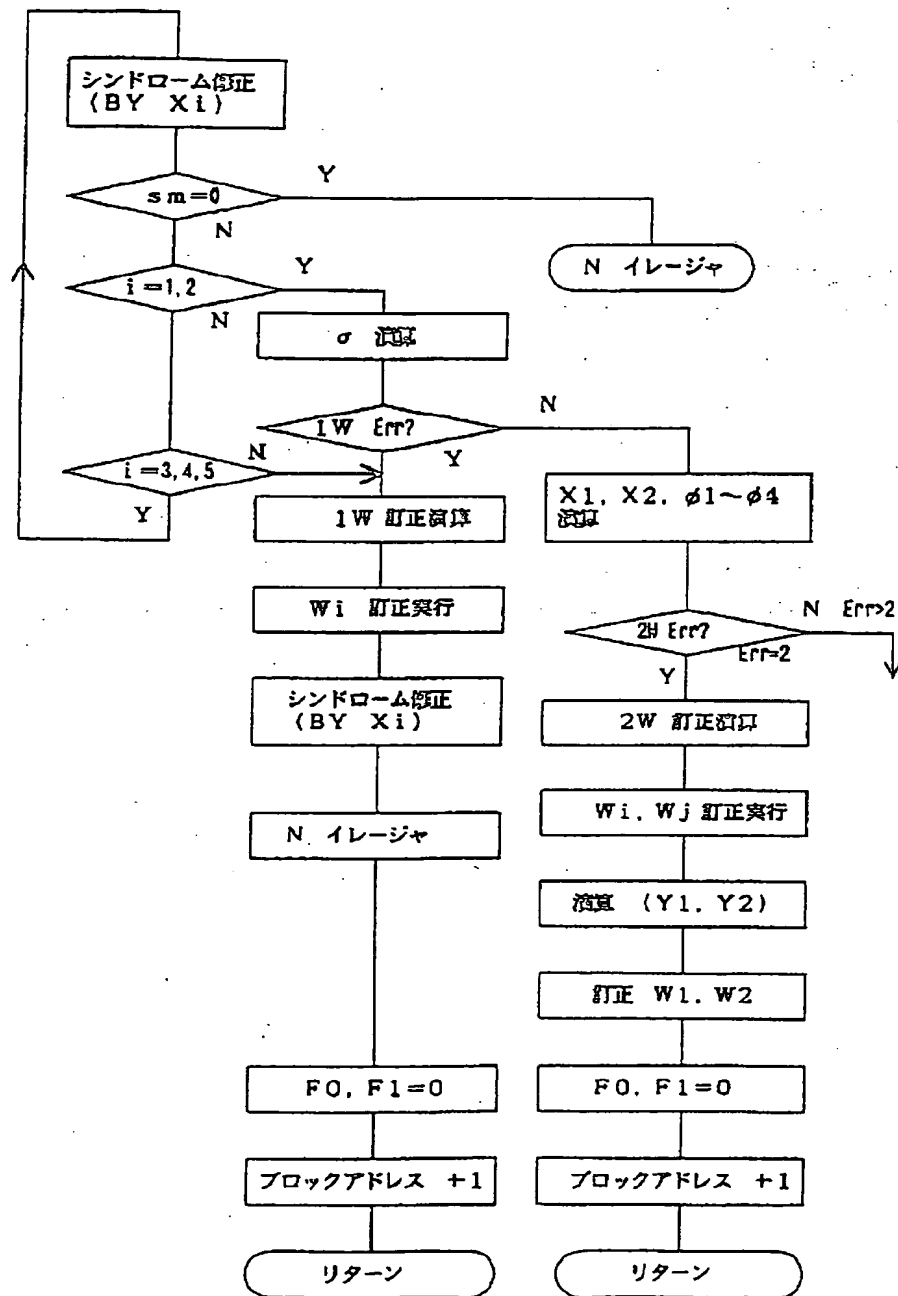 シンドローム修正
(BY Xi)
sm=0
Y
N
N イレージャ
i=1,2
Y
N
σ 演算
1W Err?
N
Y
i=3,4,5
N
Y
1W 訂正演算
X1, X2, φ1～φ4
演算
Wi 訂正実行
2W Err?
N Err>2
Err=2
Y
シンドローム修正
(BY Xi)
2W 訂正演算
N イレージャ
Wi, Wj 訂正実行
演算 (Y1, Y2)
訂正 W1, W2
F0, F1=0
F0, F1=0
ブロックアドレス +1
ブロックアドレス +1
リターン
リターン